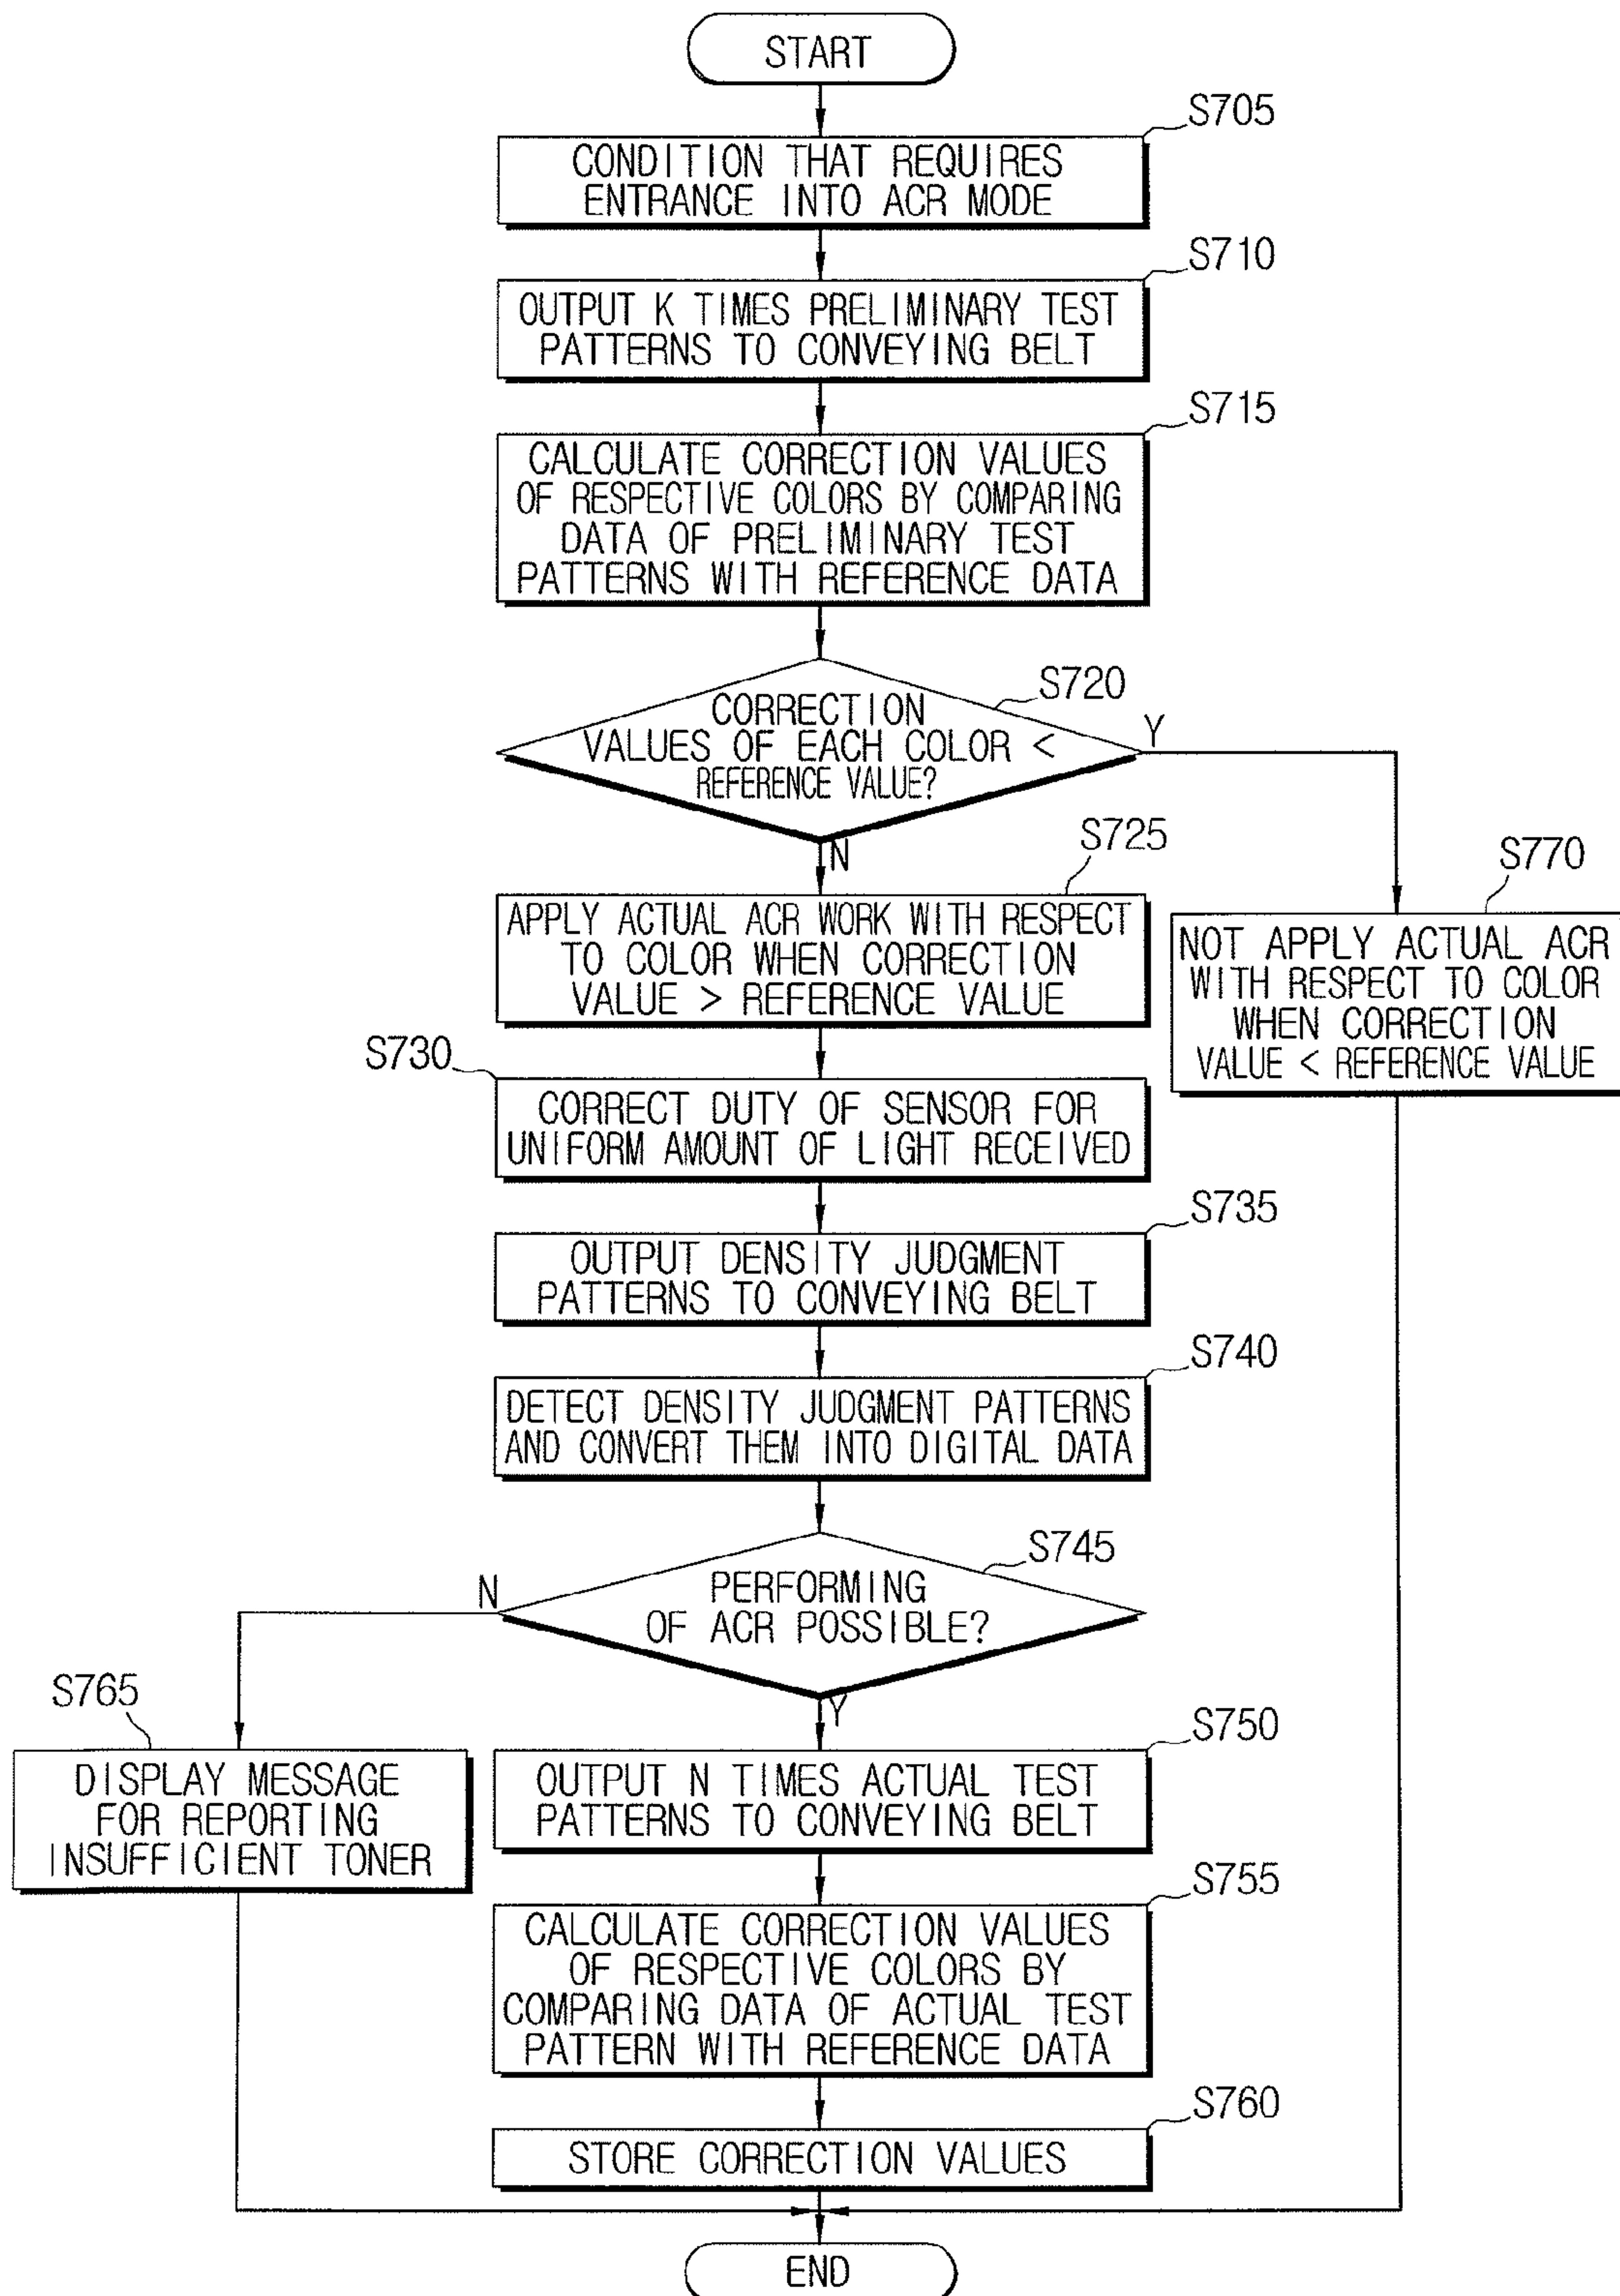 START
S705
CONDITION THAT REQUIRES
ENTRANCE INTO ACR MODE
S710
OUTPUT K TIMES PRELIMINARY TEST
PATTERNS TO CONVEYING BELT
S715
CALCULATE CORRECTION VALUES
OF RESPECTIVE COLORS BY COMPARING
DATA OF PRELIMINARY TEST
PATTERNS WITH REFERENCE DATA
S720
CORRECTION
VALUES OF EACH COLOR <
REFERENCE VALUE?
Y
N
S725
APPLY ACTUAL ACR WORK WITH RESPECT
TO COLOR WHEN CORRECTION
VALUE > REFERENCE VALUE
S770
NOT APPLY ACTUAL ACR
WITH RESPECT TO COLOR
WHEN CORRECTION
VALUE < REFERENCE VALUE
S730
CORRECT DUTY OF SENSOR FOR
UNIFORM AMOUNT OF LIGHT RECEIVED
S735
OUTPUT DENSITY JUDGMENT
PATTERNS TO CONVEYING BELT
S740
DETECT DENSITY JUDGMENT PATTERNS
AND CONVERT THEM INTO DIGITAL DATA
S745
PERFORMING
OF ACR POSSIBLE?
N
Y
S765
DISPLAY MESSAGE
FOR REPORTING
INSUFFICIENT TONER
S750
OUTPUT N TIMES ACTUAL TEST
PATTERNS TO CONVEYING BELT
S755
CALCULATE CORRECTION VALUES
OF RESPECTIVE COLORS BY
COMPARING DATA OF ACTUAL TEST
PATTERN WITH REFERENCE DATA
S760
STORE CORRECTION VALUES
END